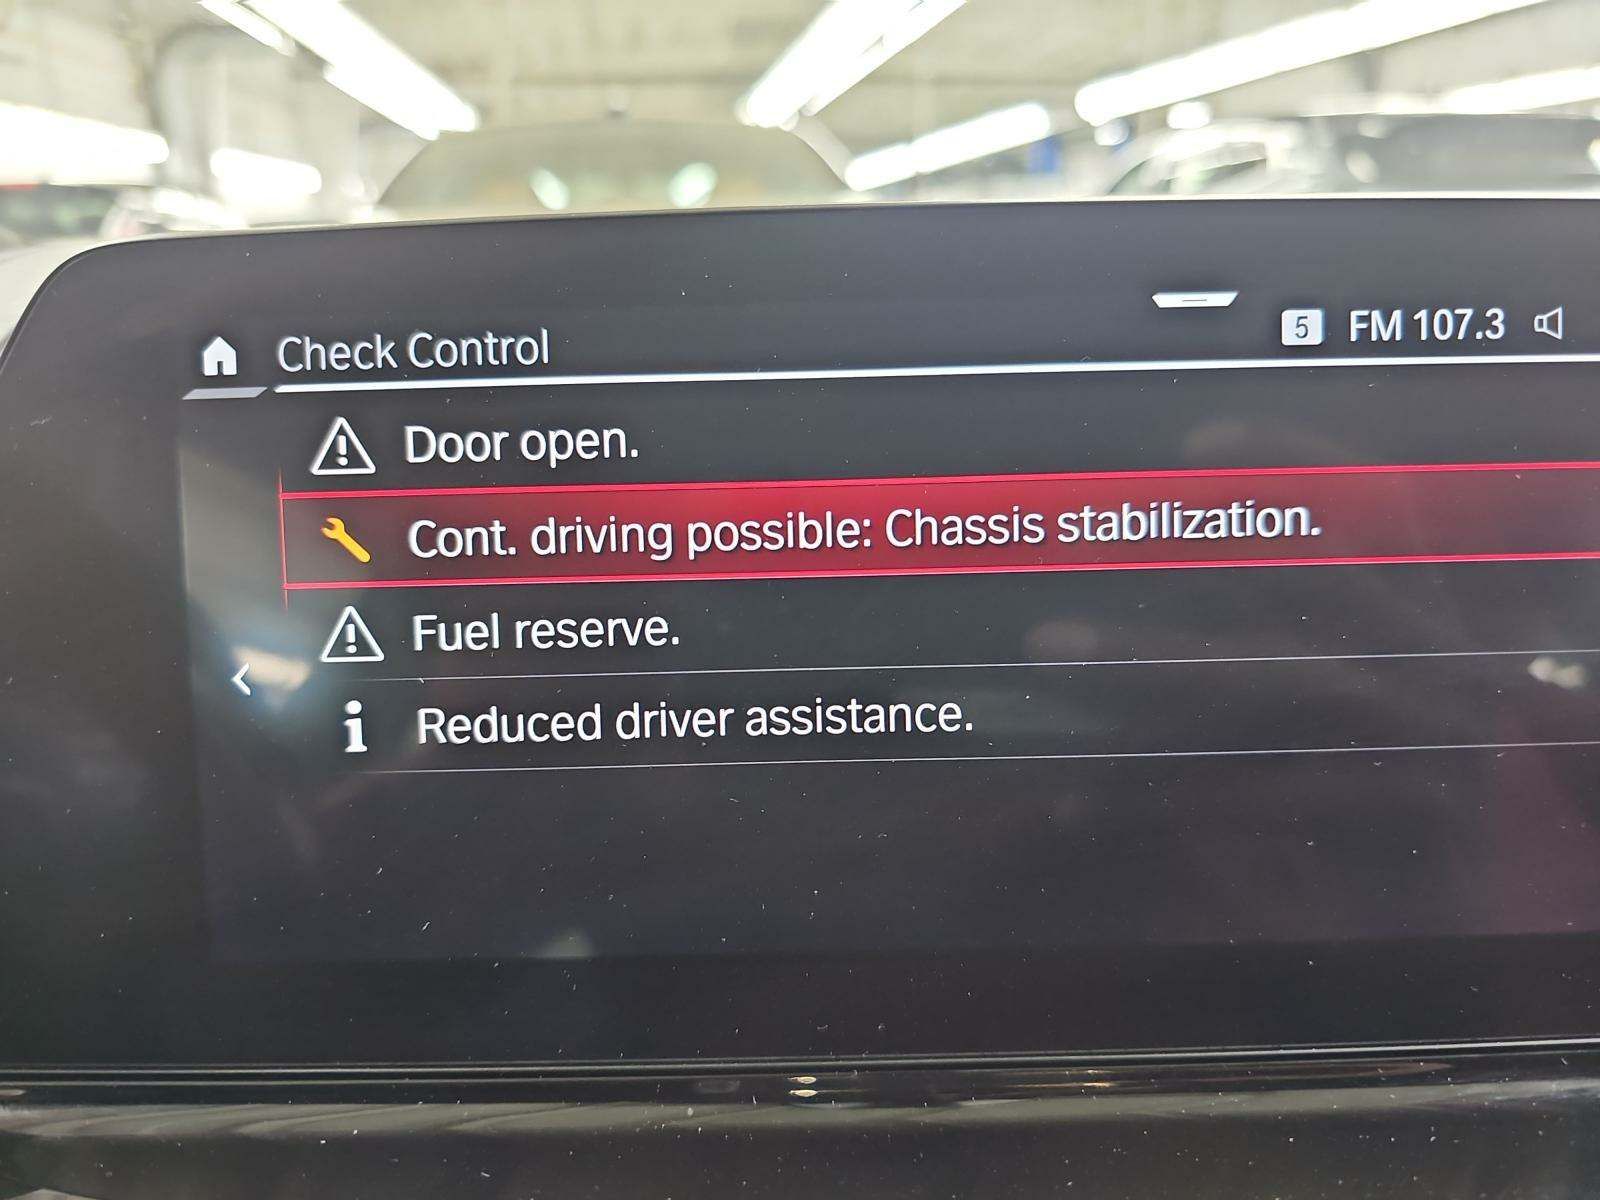 Check Control
5 FM 107.3
Door open.
Cont. driving possible: Chassis stabilization.
Fuel reserve.
Reduced driver assistance.